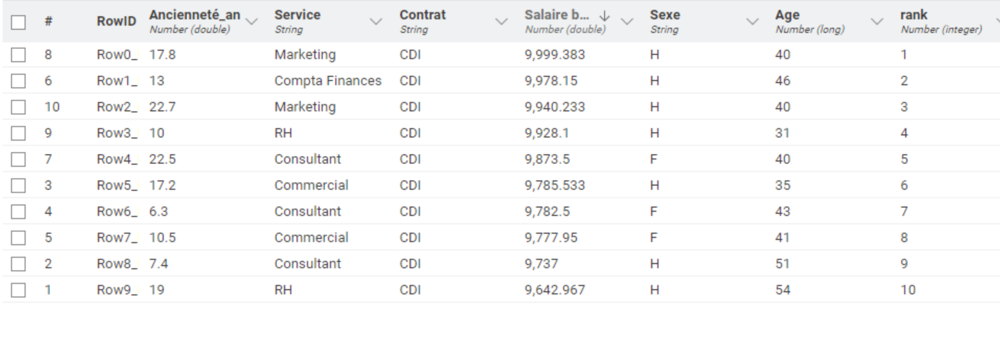 # RowID Ancienneté_an Service Contrat Salaire b... Sexe Age rank
Number (double) String String Number (double) String Number (long) Number (integer)
8 Row0_ 17.8 Marketing CDI 9,999.383 H 40 1
6 Row1_ 13 Compta Finances CDI 9,978.15 H 46 2
10 Row2_ 22.7 Marketing CDI 9,940.233 H 40 3
9 Row3_ 10 RH CDI 9,928.1 H 31 4
7 Row4_ 22.5 Consultant CDI 9,873.5 F 40 5
3 Row5_ 17.2 Commercial CDI 9,785.533 H 35 6
4 Row6_ 6.3 Consultant CDI 9,782.5 F 43 7
5 Row7_ 10.5 Commercial CDI 9,777.95 F 41 8
2 Row8_ 7.4 Consultant CDI 9,737 H 51 9
1 Row9_ 19 RH CDI 9,642.967 H 54 10